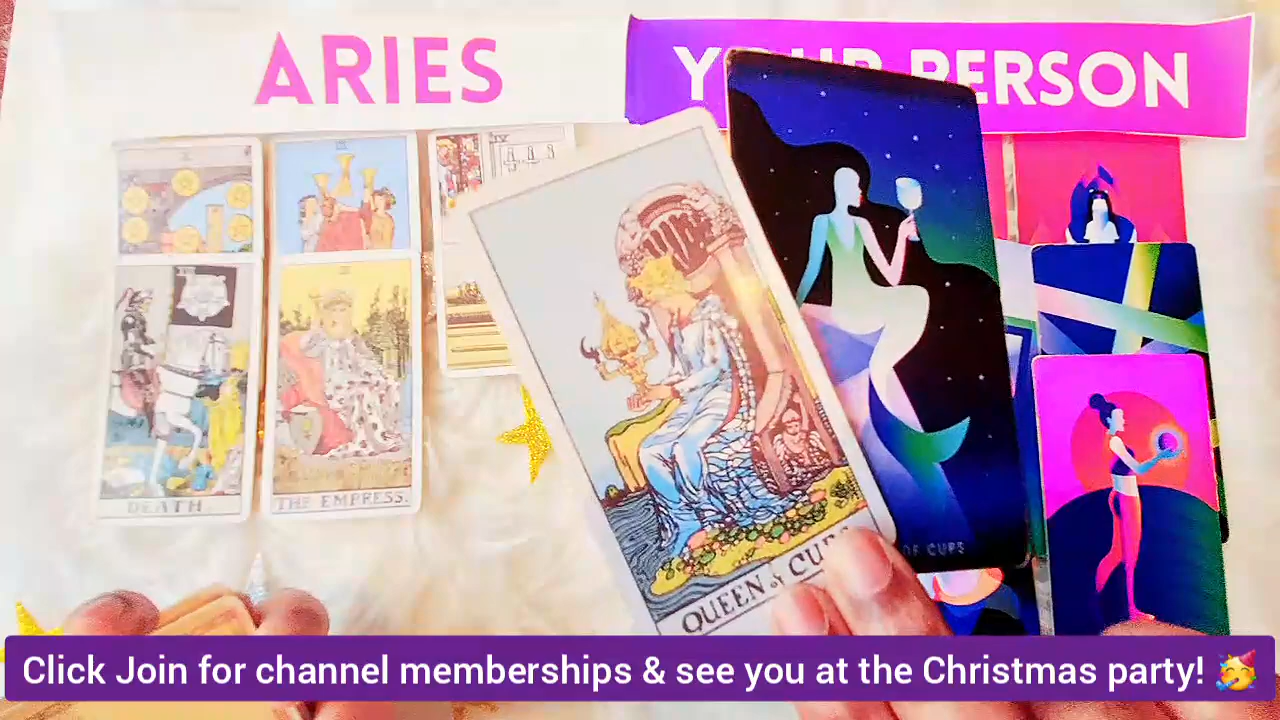 ARIES
YOUR PERSON
DEATH.
THE EMPRESS.
QUEEN of CUPS
OF CUPS
Click Join for channel memberships & see you at the Christmas party! 🥳